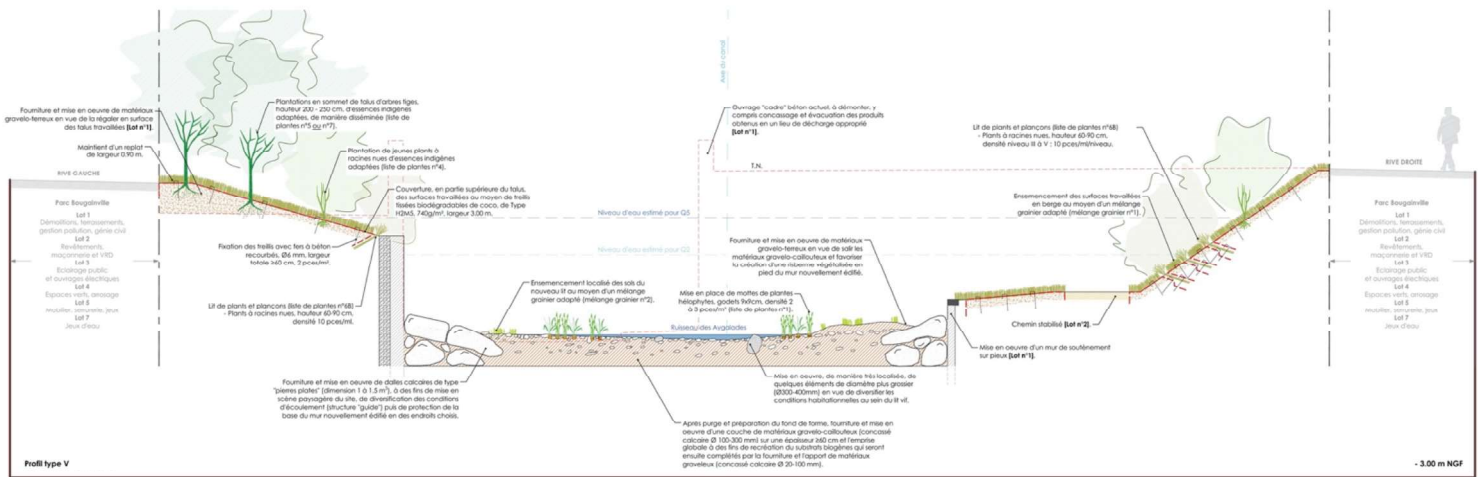 Axe du canal
Fourniture et mise en oeuvre de matériaux
gravelo-terreux en vue de la régaler en surface
des talus travaillées [Lot n°1].
Maintient d'un replat
de largeur 0.90 m.
Plantations en sommet de talus d'arbres tiges,
hauteur 200 - 250 cm, d'essences indigènes
adaptées, de manière disséminée (liste de
plantes n°5 ou n°7).
Plantation de jeunes plants à
racines nues d'essences indigènes
adaptées (liste de plantes n°4).
Couverture, en partie supérieure du talus,
des surfaces travaillées au moyen de treillis
tissées biodégradables de coco, de Type
H2M5, 740g/m², largeur 3.00 m.
Ouvrage "cadre" béton actuel, à démonter, y
compris concassage et évacuation des produits
obtenus en un lieu de décharge approprié
[Lot n°1].
T.N.
Lit de plants et plançons (liste de plantes n°6B)
- Plants à racines nues, hauteur 60-90 cm,
densité niveau III à V : 10 pces/ml/niveau.
Ensemencement des surfaces travaillées
en berge au moyen d'un mélange
grainier adapté (mélange grainier n°1).
RIVE GAUCHE
RIVE DROITE
Parc Bougainville
Lot 1
Démolitions, terrassements,
gestion pollution, génie civil
Lot 2
Revêtements,
maçonnerie et VRD
Lot 3
Eclairage public
et ouvrages électriques
Lot 4
Espaces verts, arrosage
Lot 5
mobilier, serrurerie, jeux
Lot 7
Jeux d'eau
Fixation des treillis avec fers à béton
recourbés, Ø6 mm, largeur
totale ≥60 cm, 2 pces/m².
Lit de plants et plançons (liste de plantes n°6B)
- Plants à racines nues, hauteur 60-90 cm,
densité 10 pces/ml.
Niveau d'eau estimé pour Q5
Niveau d'eau estimé pour Q2
Ensemencement localisé des sols du
nouveau lit au moyen d'un mélange
grainier adapté (mélange grainier n°2).
Fourniture et mise en oeuvre de matériaux
gravelo-terreux en vue de salir les
matériaux gravelo-caillouteux et favoriser
la création d'une risberme végétalisée en
pied du mur nouvellement édifié.
Mise en place de mottes de plantes
hélophytes, godets 9x9cm, densité 2
à 3 pces/m² (liste de plantes n°1).
Ruisseau des Aygalades
Chemin stabilisé [Lot n°2].
Mise en oeuvre d'un mur de soutènement
sur pieux [Lot n°1].
Parc Bougainville
Lot 1
Démolitions, terrassements,
gestion pollution, génie civil
Lot 2
Revêtements,
maçonnerie et VRD
Lot 3
Eclairage public
et ouvrages électriques
Lot 4
Espaces verts, arrosage
Lot 5
mobilier, serrurerie, jeux
Lot 7
Jeux d'eau
Fourniture et mise en oeuvre de dalles calcaires de type
"pierres plates" (dimension 1 à 1.5 m²), à des fins de mise en
scène paysagère du site, de diversification des conditions
d'écoulement (structure "guide") puis de protection de la
base du mur nouvellement édifié en des endroits choisis.
Mise en oeuvre, de manière très localisée, de
quelques éléments de diamètre plus grossier
(Ø300-400mm) en vue de diversifier les
conditions habitationnelles au sein du lit vif.
Après purge et préparation du fond de forme, fourniture et mise en
oeuvre d'une couche de matériaux gravelo-caillouteux (concassé
calcaire Ø 100-300 mm) sur une épaisseur ≥60 cm et l'emprise
globale à des fins de recréation du substrats biogènes qui seront
ensuite complétés par la fourniture et l'apport de matériaux
graveleux (concassé calcaire Ø 20-100 mm).
Profil type V
- 3.00 m NGF